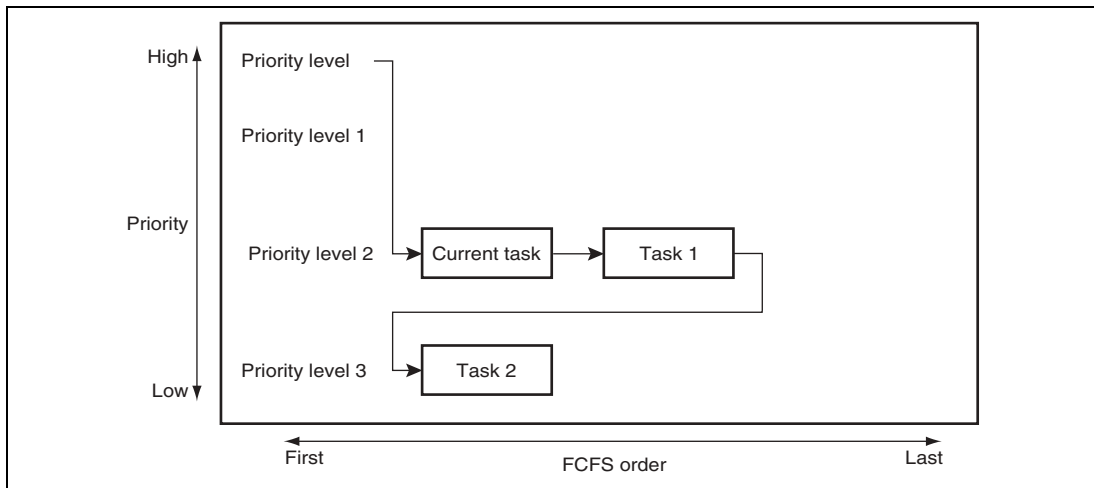 High
Priority level
Priority level 1
Priority
Priority level 2
Current task
Task 1
Priority level 3
Task 2
Low
First
FCFS order
Last